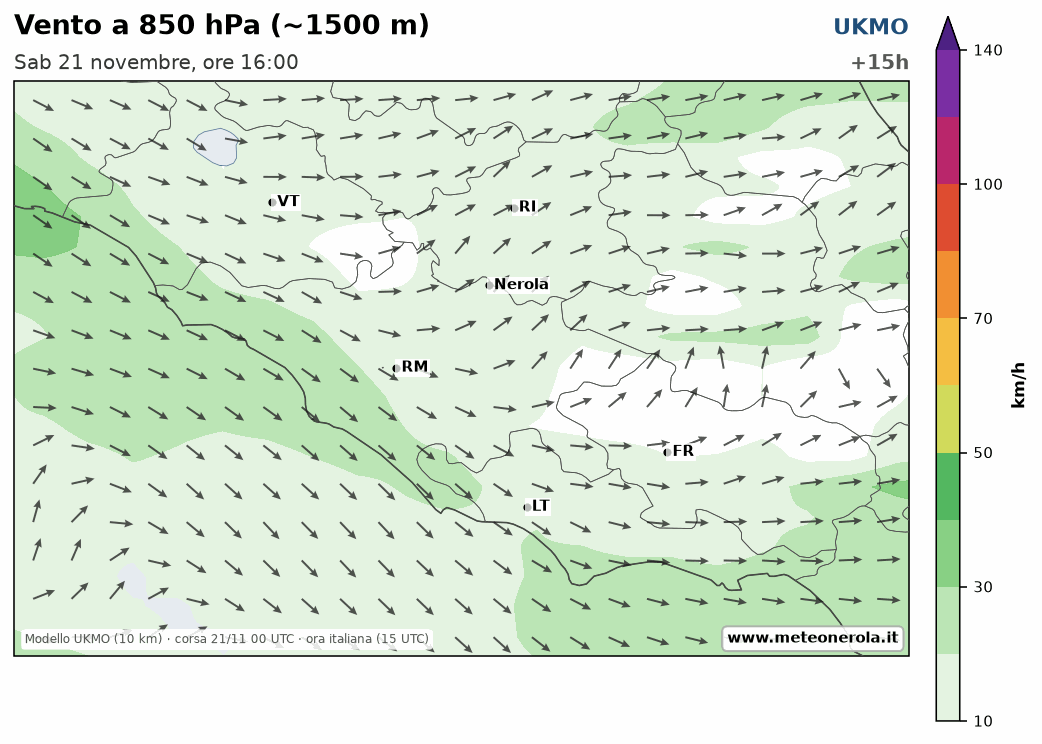 Vento a 850 hPa (~1500 m)
UKMO
Sab 21 novembre, ore 16:00
+15h
VT
RI
Nerola
RM
FR
LT
Modello UKMO (10 km) · corsa 21/11 00 UTC · ora italiana (15 UTC)
www.meteonerola.it
140
100
70
50
30
10
km/h